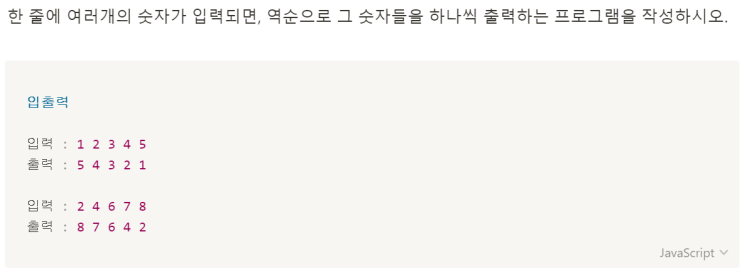 한 줄에 여러개의 숫자가 입력되면, 역순으로 그 숫자들을 하나씩 출력하는 프로그램을 작성하시오.
입출력
입력 : 1 2 3 4 5
출력 : 5 4 3 2 1
입력 : 2 4 6 7 8
출력 : 8 7 6 4 2
JavaScript